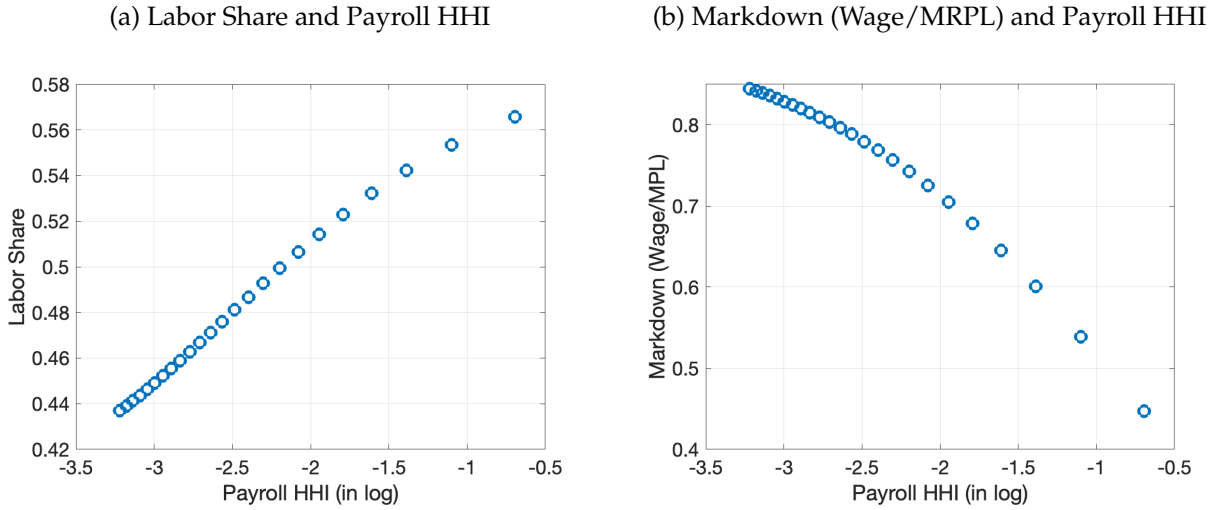 (a) Labor Share and Payroll HHI
0.58
0.56
0.54
0.52
0.5
0.48
0.46
0.44
0.42
Labor Share
-3.5 -3 -2.5 -2 -1.5 -1 -0.5
Payroll HHI (in log)
(b) Markdown (Wage/MRPL) and Payroll HHI
0.8
0.7
0.6
0.5
0.4
Markdown (Wage/MPL)
-3.5 -3 -2.5 -2 -1.5 -1 -0.5
Payroll HHI (in log)